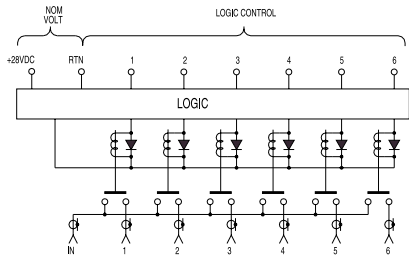 NOM
VOLT
LOGIC CONTROL
+28VDC RTN 1 2 3 4 5 6
LOGIC
IN 1 2 3 4 5 6